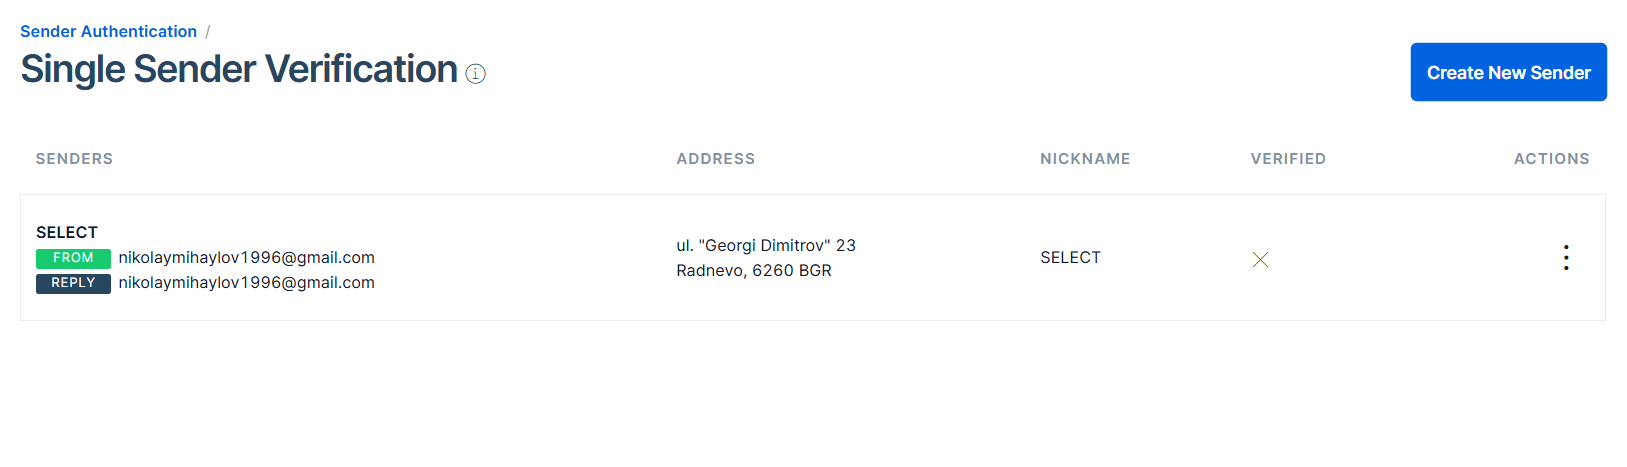 Sender Authentication /
Single Sender Verification
Create New Sender
SENDERS ADDRESS NICKNAME VERIFIED ACTIONS
SELECT
FROM nikolaymihaylov1996@gmail.com
REPLY nikolaymihaylov1996@gmail.com
ul. "Georgi Dimitrov" 23
Radnevo, 6260 BGR
SELECT